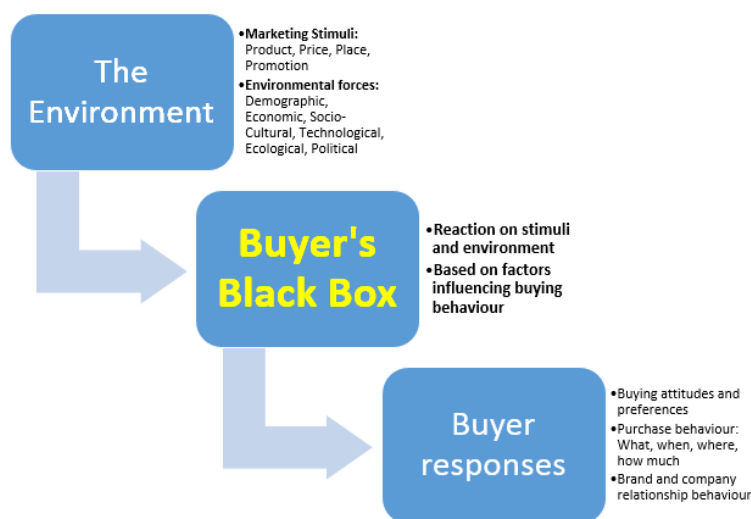 The
Environment
•Marketing Stimuli:
Product, Price, Place,
Promotion
•Environmental forces:
Demographic,
Economic, Socio-
Cultural, Technological,
Ecological, Political
Buyer's
Black Box
•Reaction on stimuli
and environment
•Based on factors
influencing buying
behaviour
Buyer
responses
•Buying attitudes and
preferences
•Purchase behaviour:
What, when, where,
how much
•Brand and company
relationship behaviour